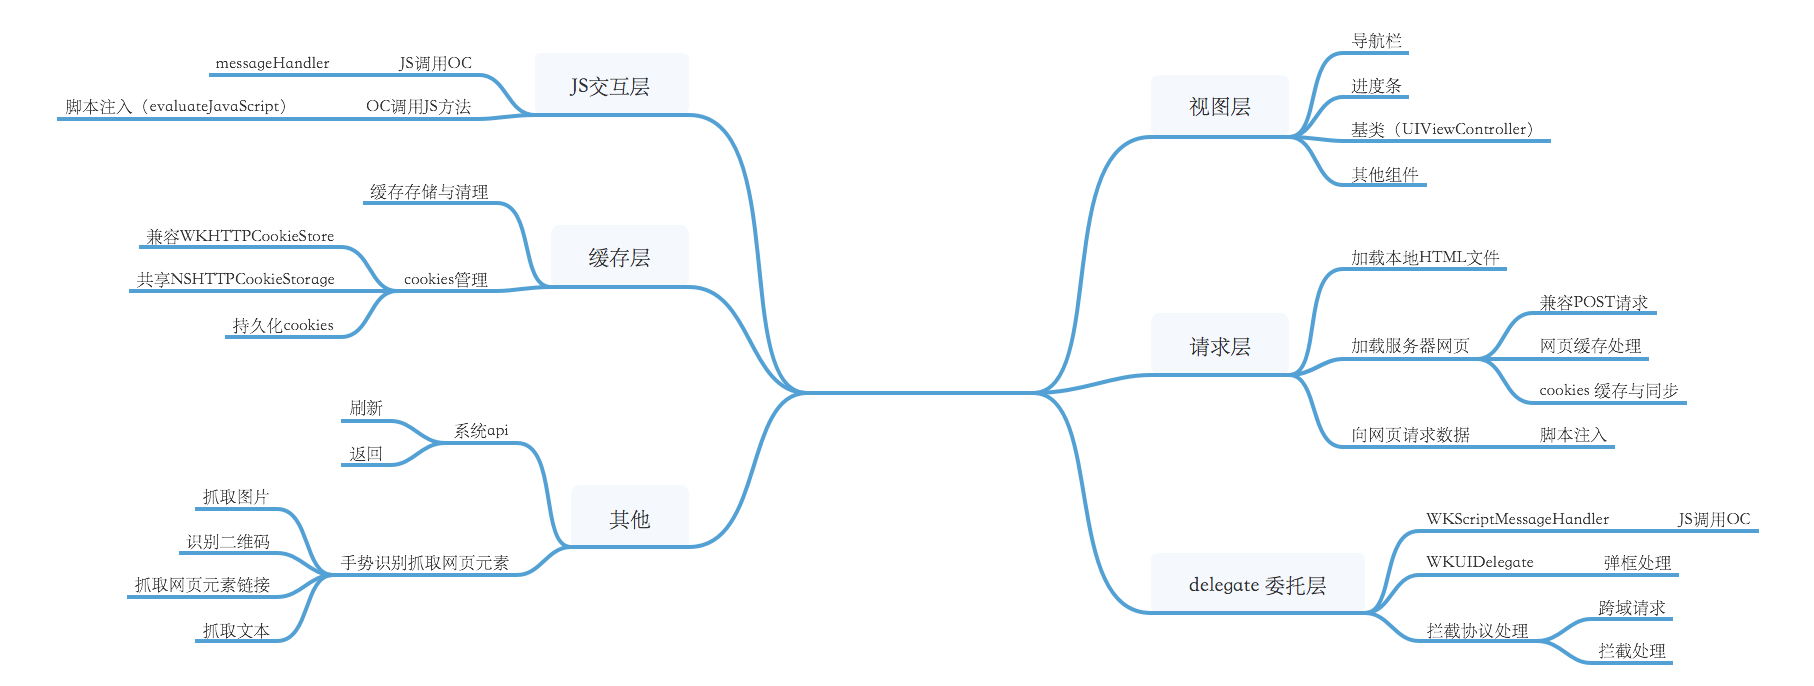 JS交互层
JS调用OC
messageHandler
OC调用JS方法
脚本注入（evaluateJavaScript）
缓存层
缓存存储与清理
cookies管理
兼容WKHTTPCookieStore
共享NSHTTPCookieStorage
持久化cookies
其他
系统api
刷新
返回
手势识别抓取网页元素
抓取图片
识别二维码
抓取网页元素链接
抓取文本
视图层
导航栏
进度条
基类（UIViewController）
其他组件
请求层
加载本地HTML文件
加载服务器网页
兼容POST请求
网页缓存处理
cookies 缓存与同步
向网页请求数据
脚本注入
delegate 委托层
WKScriptMessageHandler
JS调用OC
WKUIDelegate
弹框处理
拦截协议处理
跨域请求
拦截处理